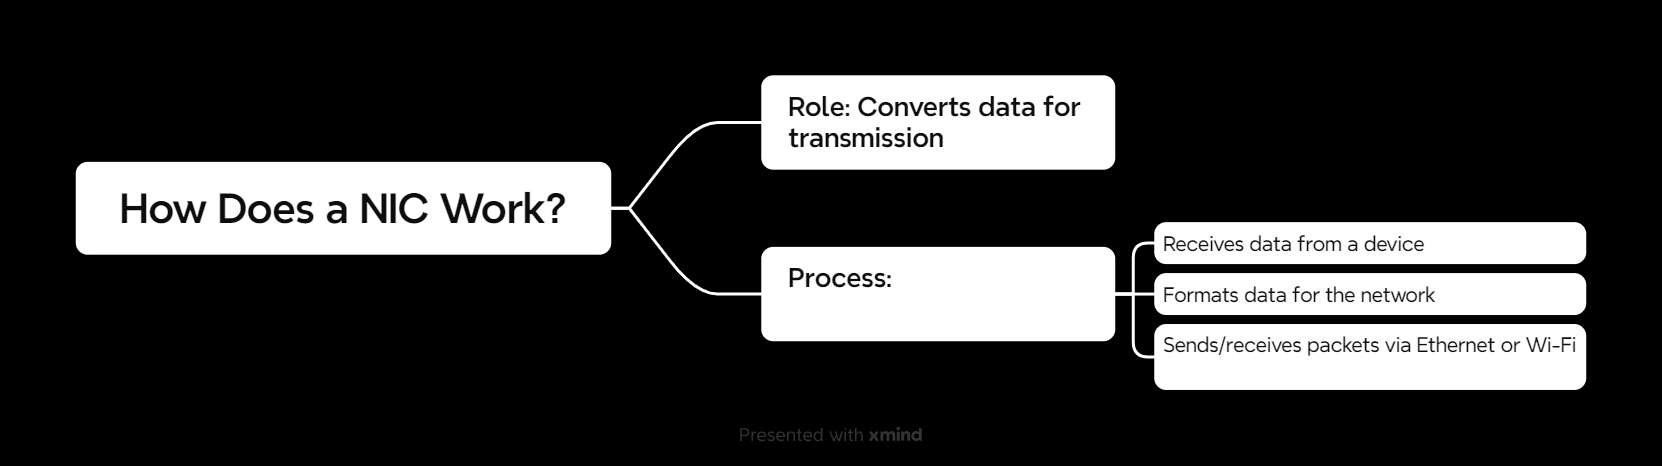 How Does a NIC Work?
Role: Converts data for
transmission
Process:
Receives data from a device
Formats data for the network
Sends/receives packets via Ethernet or Wi-Fi
Presented with xmind